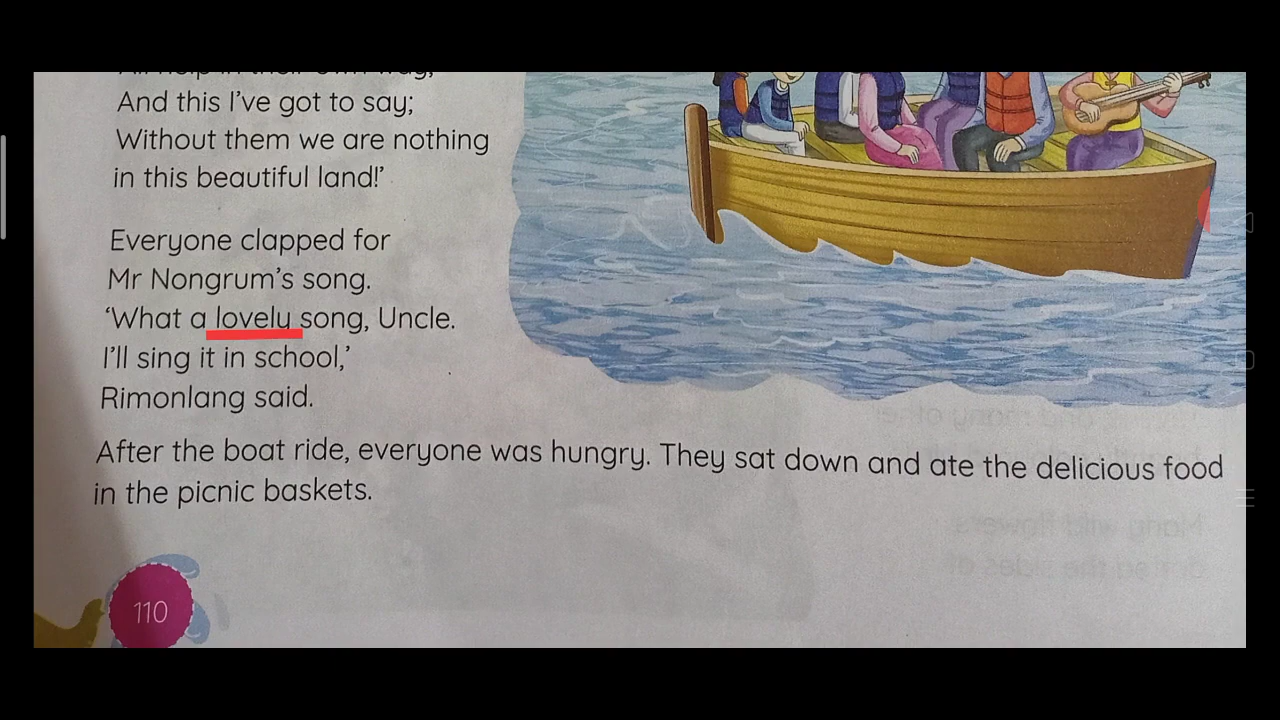 And this I've got to say;
Without them we are nothing
in this beautiful land!'
Everyone clapped for
Mr Nongrum's song.
'What a lovely song, Uncle.
I'll sing it in school,'
Rimonlang said.
After the boat ride, everyone was hungry. They sat down and ate the delicious food
in the picnic baskets.
110